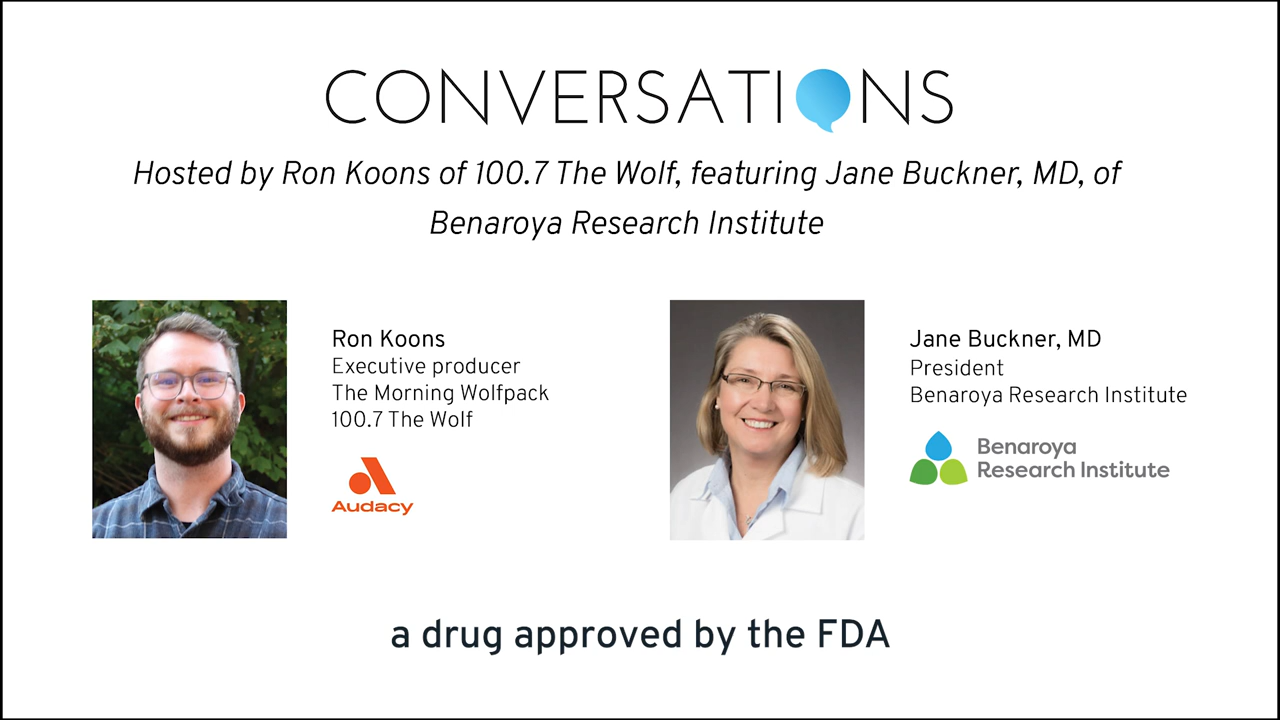 CONVERSATIONS
Hosted by Ron Koons of 100.7 The Wolf, featuring Jane Buckner, MD, of
Benaroya Research Institute
Ron Koons
Executive producer
The Morning Wolfpack
100.7 The Wolf
Audacy
Jane Buckner, MD
President
Benaroya Research Institute
Benaroya
Research Institute
a drug approved by the FDA